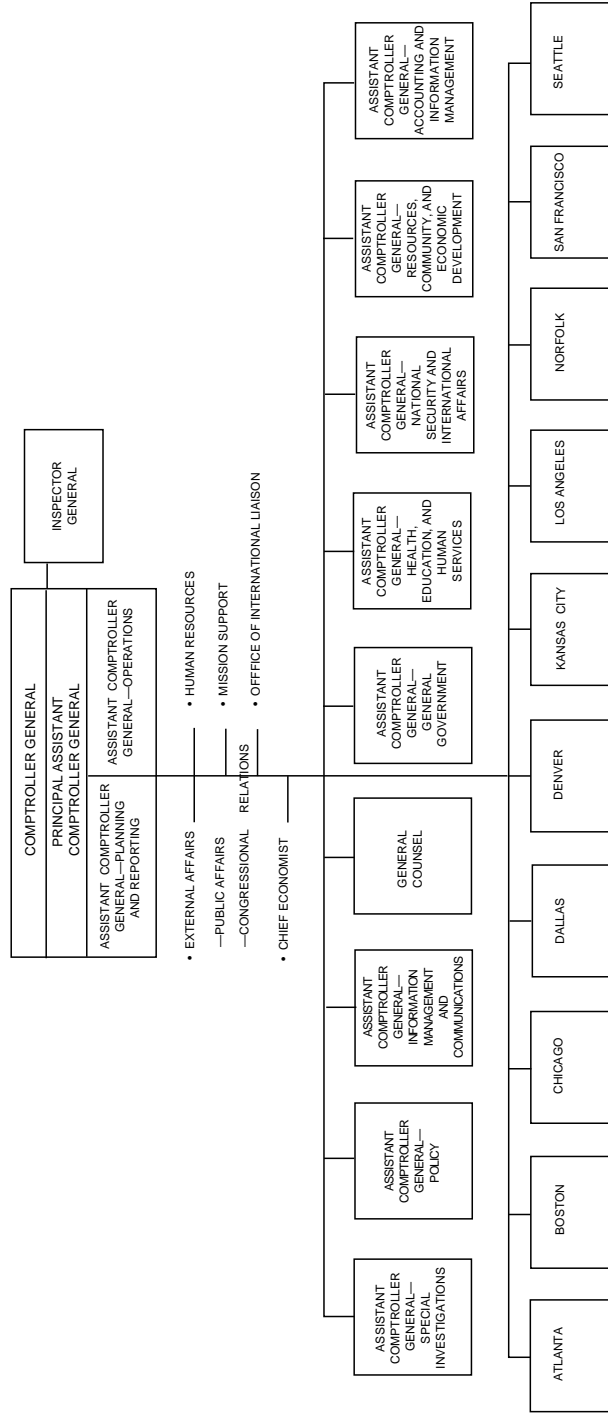 COMPTROLLER GENERAL
PRINCIPAL ASSISTANT
COMPTROLLER GENERAL
ASSISTANT COMPTROLLER
GENERAL—PLANNING
AND REPORTING
ASSISTANT COMPTROLLER
GENERAL—OPERATIONS
INSPECTOR
GENERAL
• EXTERNAL AFFAIRS
—PUBLIC AFFAIRS
—CONGRESSIONAL
RELATIONS
• CHIEF ECONOMIST
• HUMAN RESOURCES
• MISSION SUPPORT
• OFFFICE OF INTERNATIONAL LIAISON
ASSISTANT
COMPTROLLER
GENERAL—
SPECIAL
INVESTIGATIONS
ASSISTANT
COMPTROLLER
GENERAL—
POLICY
ASSISTANT
COMPTROLLER
GENERAL—
INFORMATION
MANAGEMENT
AND
COMMUNICATIONS
GENERAL
COUNSEL
ASSISTANT
COMPTROLLER
GENERAL—
GENERAL
GOVERNMENT
ASSISTANT
COMPTROLLER
GENERAL—
HEALTH,
EDUCATION, AND
HUMAN
SERVICES
ASSISTANT
COMPTROLLER
GENERAL—
NATIONAL
SECURITY AND
INTERNATIONAL
AFFAIRS
ASSISTANT
COMPTROLLER
GENERAL—
RESOURCES,
COMMUNITY, AND
ECONOMIC
DEVELOPMENT
ASSISTANT
COMPTROLLER
GENERAL—
ACCOUNTING AND
INFORMATION
MANAGEMENT
ATLANTA
BOSTON
CHICAGO
DALLAS
DENVER
KANSAS CITY
LOS ANGELES
NORFOLK
SAN FRANCISCO
SEATTLE